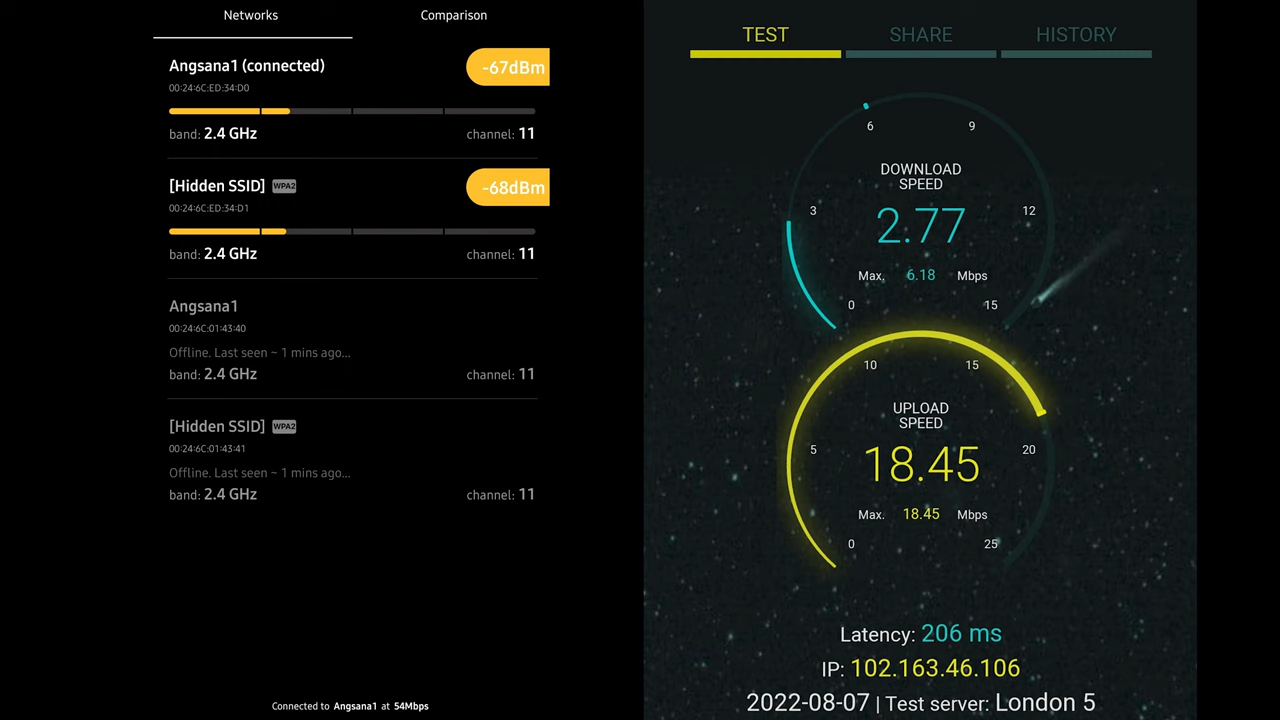 Networks
Comparison
Angsana1 (connected)
-67dBm
00:24:6C:ED:34:D0
band: 2.4 GHz
channel: 11
[Hidden SSID] WPA2
-68dBm
00:24:6C:ED:34:D1
band: 2.4 GHz
channel: 11
Angsana1
00:24:6C:01:43:40
Offline. Last seen ~ 1 mins ago...
band: 2.4 GHz
channel: 11
[Hidden SSID] WPA2
00:24:6C:01:43:41
Offline. Last seen ~ 1 mins ago...
band: 2.4 GHz
channel: 11
Connected to Angsana1 at 54Mbps
TEST
SHARE
HISTORY
6
9
DOWNLOAD
SPEED
3
2.77
12
Max. 6.18 Mbps
0
15
10
15
UPLOAD
SPEED
5
18.45
20
Max. 18.45 Mbps
0
25
Latency: 206 ms
IP: 102.163.46.106
2022-08-07 | Test server: London 5